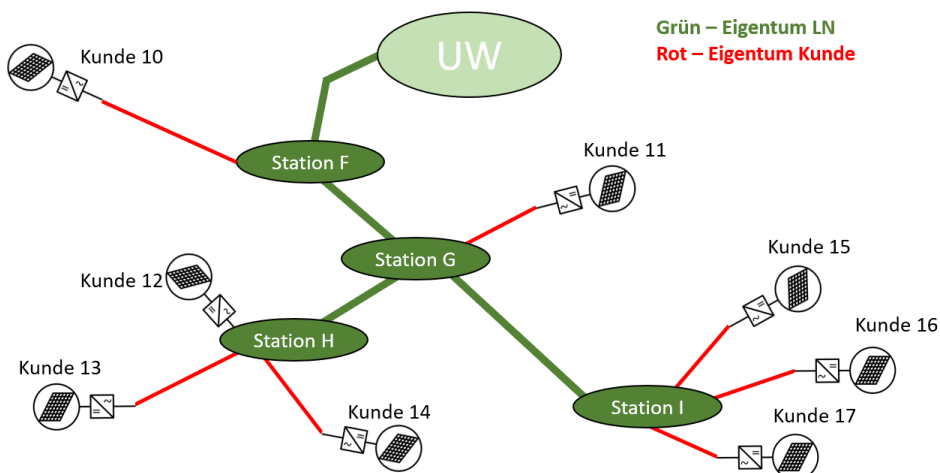 Grün – Eigentum LN
Rot – Eigentum Kunde
UW
Kunde 10
Station F
Kunde 11
Station G
Kunde 12
Kunde 15
Station H
Kunde 16
Kunde 13
Kunde 14
Station I
Kunde 17